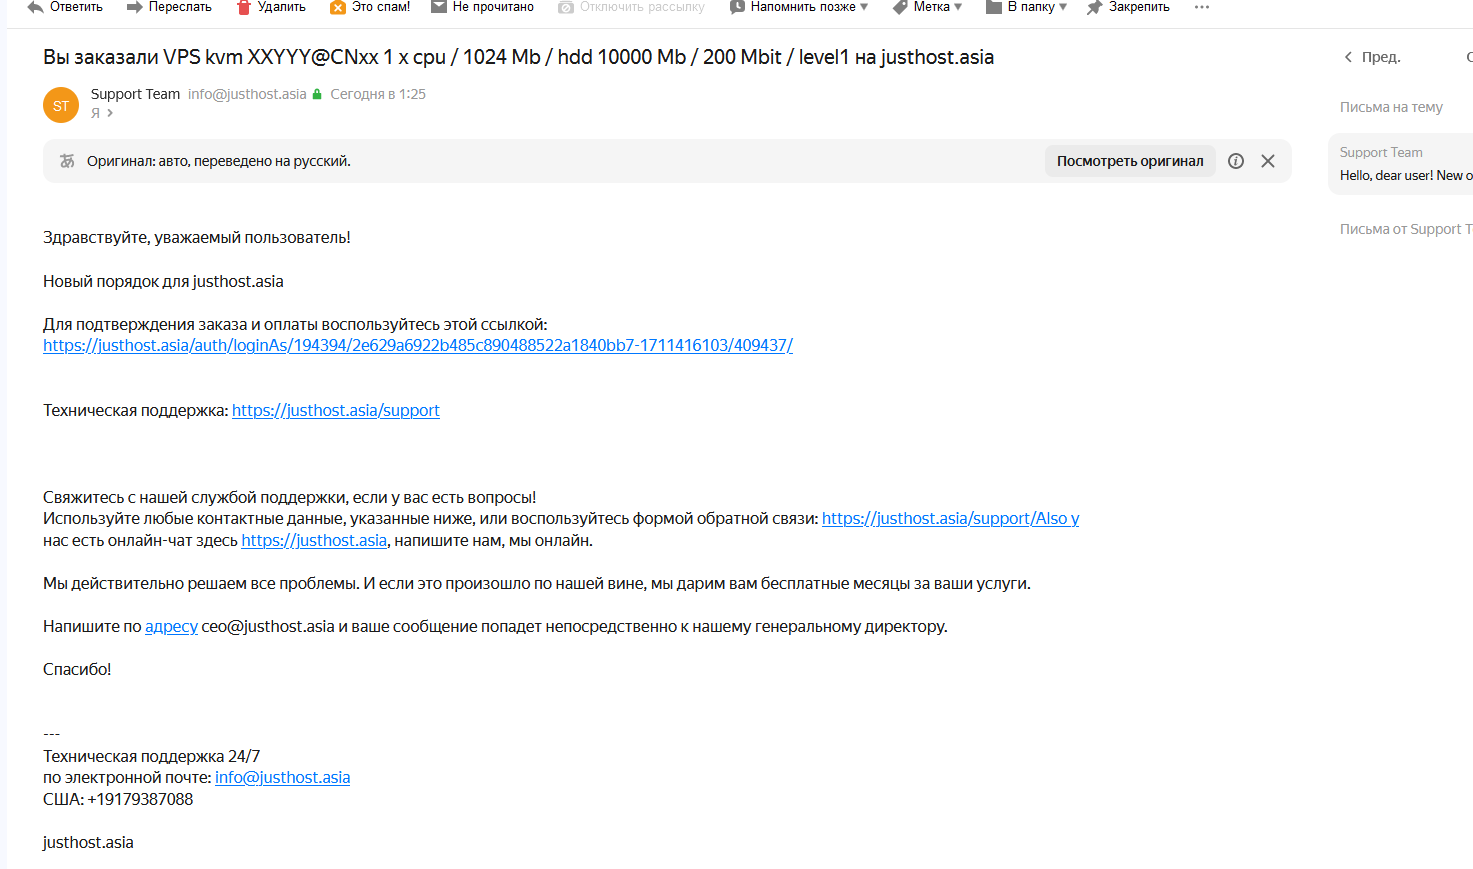 Ответить Переслать Удалить Это спам! Не прочитано Отключить рассылку Напомнить позже Метка В папку Закрепить
Вы заказали VPS kvm XXYYY@CNxx 1 x cpu / 1024 Mb / hdd 10000 Mb / 200 Mbit / level1 на justhost.asia
Пред.
ST
Support Team info@justhost.asia Сегодня в 1:25
Я
Письма на тему
Оригинал: авто, переведено на русский.
Посмотреть оригинал
Support Team
Hello, dear user! New o
Письма от Support T
Здравствуйте, уважаемый пользователь!
Новый порядок для justhost.asia
Для подтверждения заказа и оплаты воспользуйтесь этой ссылкой:
https://justhost.asia/auth/loginAs/194394/2e629a6922b485c890488522a1840bb7-1711416103/409437/
Техническая поддержка: https://justhost.asia/support
Свяжитесь с нашей службой поддержки, если у вас есть вопросы!
Используйте любые контактные данные, указанные ниже, или воспользуйтесь формой обратной связи: https://justhost.asia/support/Also у
нас есть онлайн-чат здесь https://justhost.asia, напишите нам, мы онлайн.
Мы действительно решаем все проблемы. И если это произошло по нашей вине, мы дарим вам бесплатные месяцы за ваши услуги.
Напишите по адресу ceo@justhost.asia и ваше сообщение попадет непосредственно к нашему генеральному директору.
Спасибо!
---
Техническая поддержка 24/7
по электронной почте: info@justhost.asia
США: +19179387088
justhost.asia